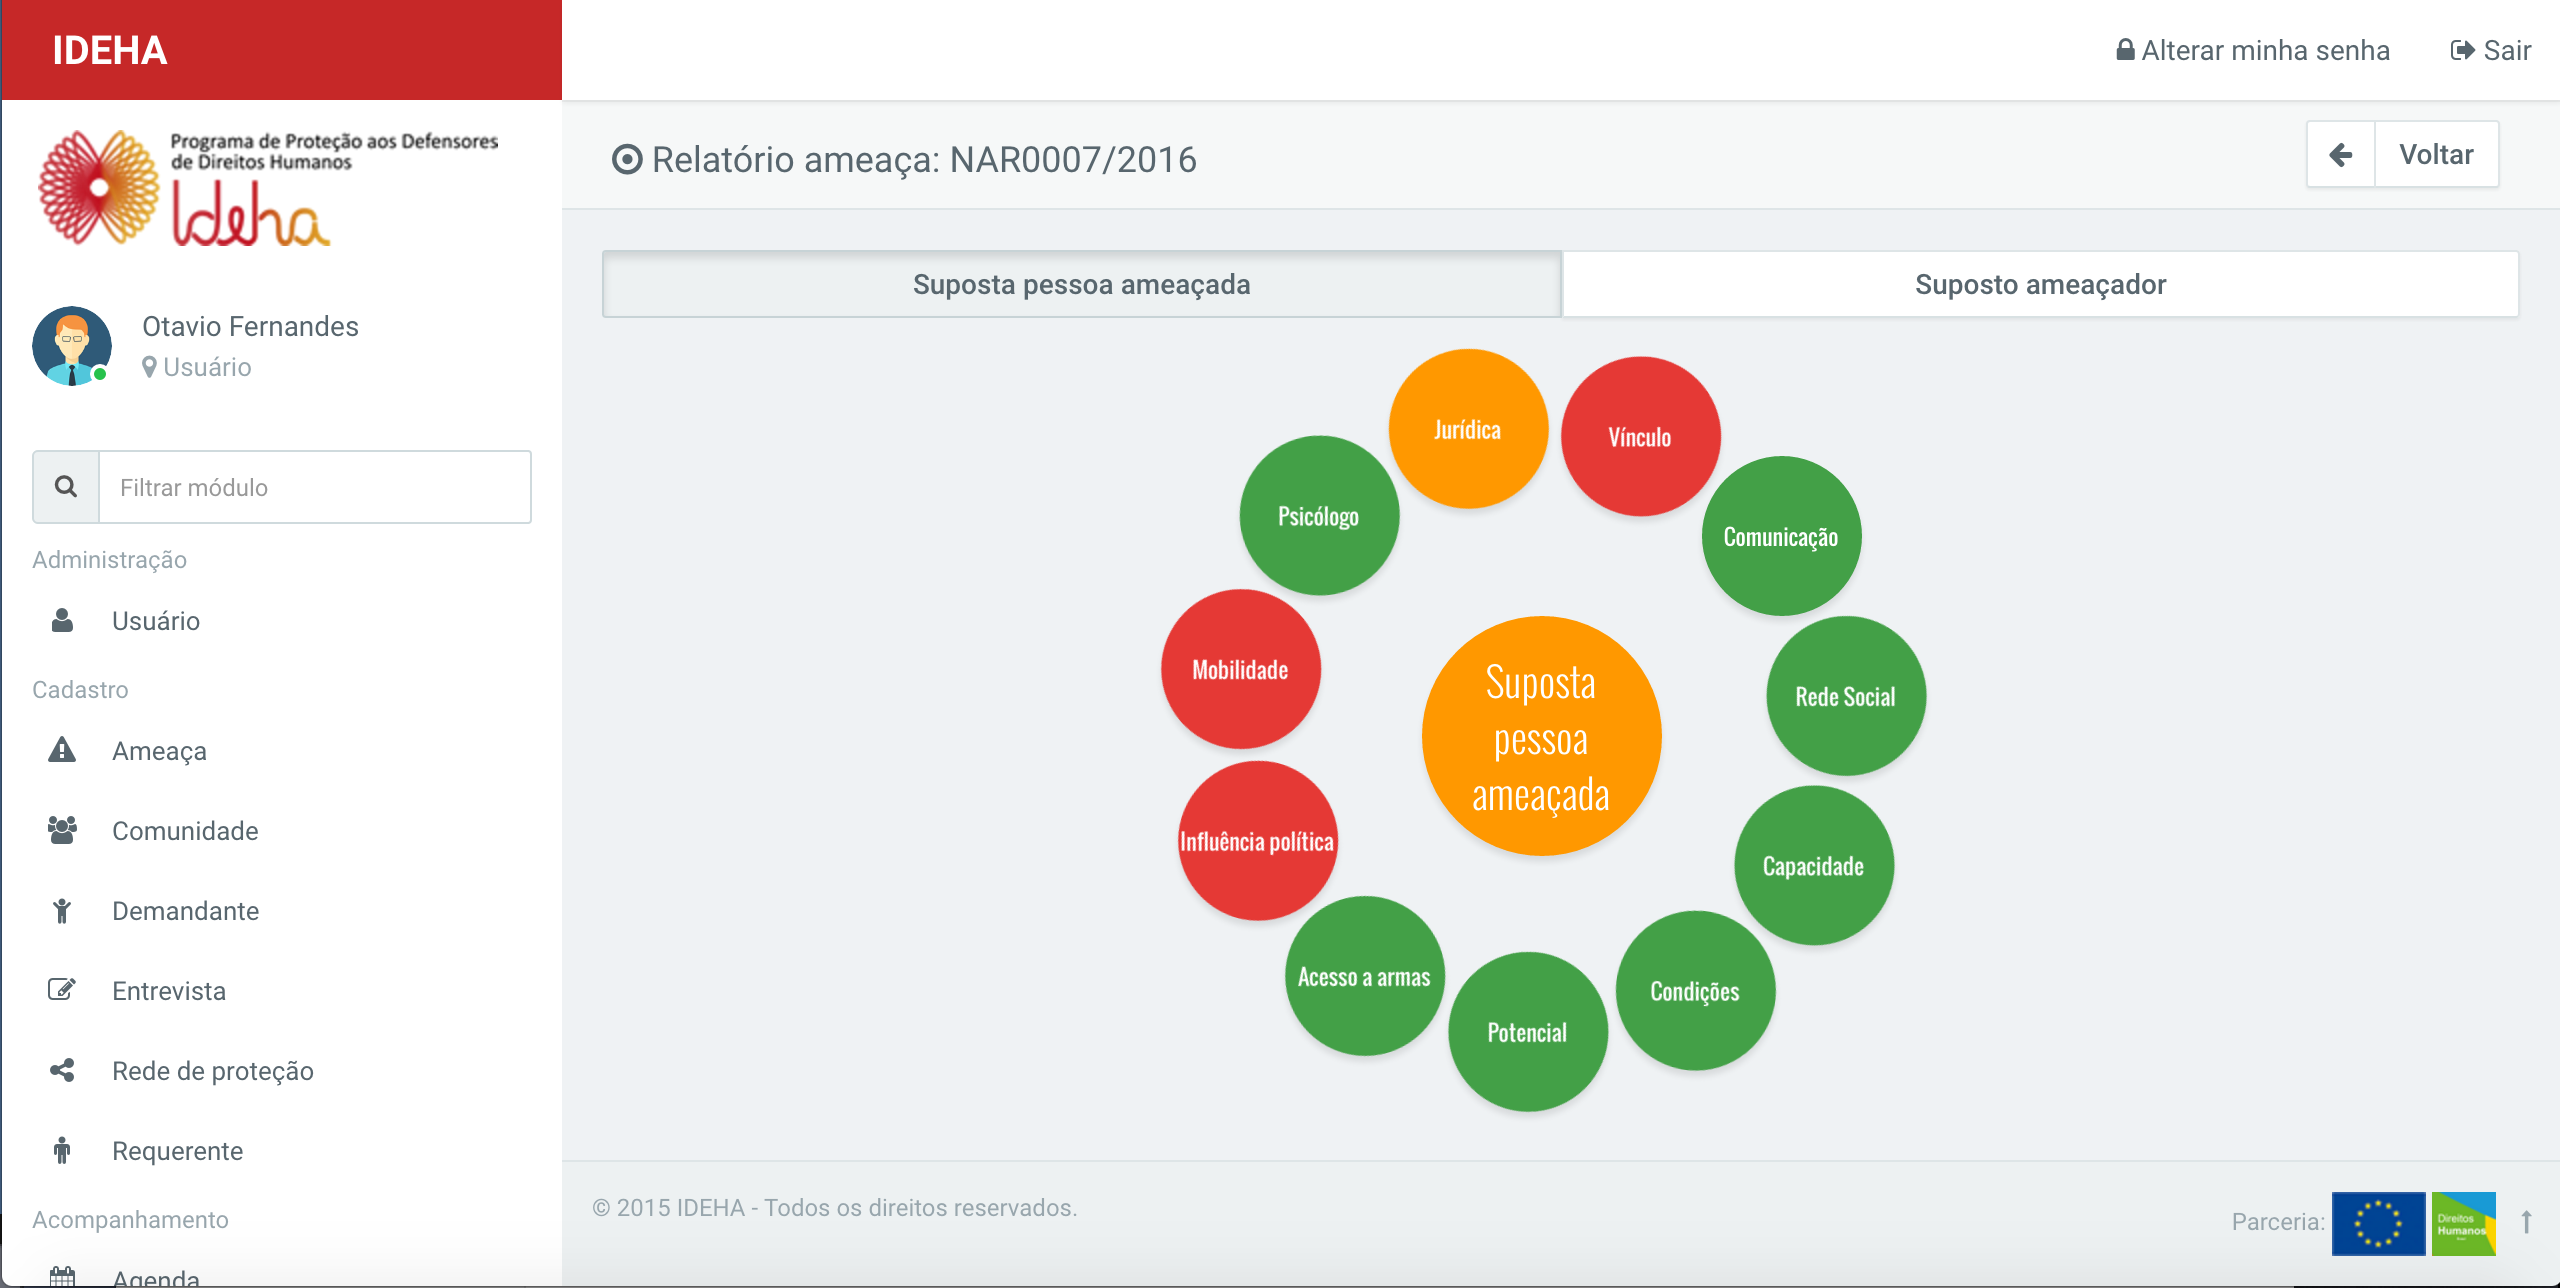 IDEHA
Alterar minha senha
Sair
Programa de Proteção aos Defensores
de Direitos Humanos
Ideha
Relatório ameaça: NAR0007/2016
Voltar
Otavio Fernandes
Usuário
Filtrar módulo
Administração
Usuário
Cadastro
Ameaça
Comunidade
Demandante
Entrevista
Rede de proteção
Requerente
Acompanhamento
Agenda
Suposta pessoa ameaçada
Suposto ameaçador
Jurídica
Vínculo
Psicólogo
Comunicação
Mobilidade
Rede Social
Suposta
pessoa
ameaçada
Influência política
Capacidade
Acesso a armas
Condições
Potencial
© 2015 IDEHA - Todos os direitos reservados.
Parceria:
Direitos
Humanos